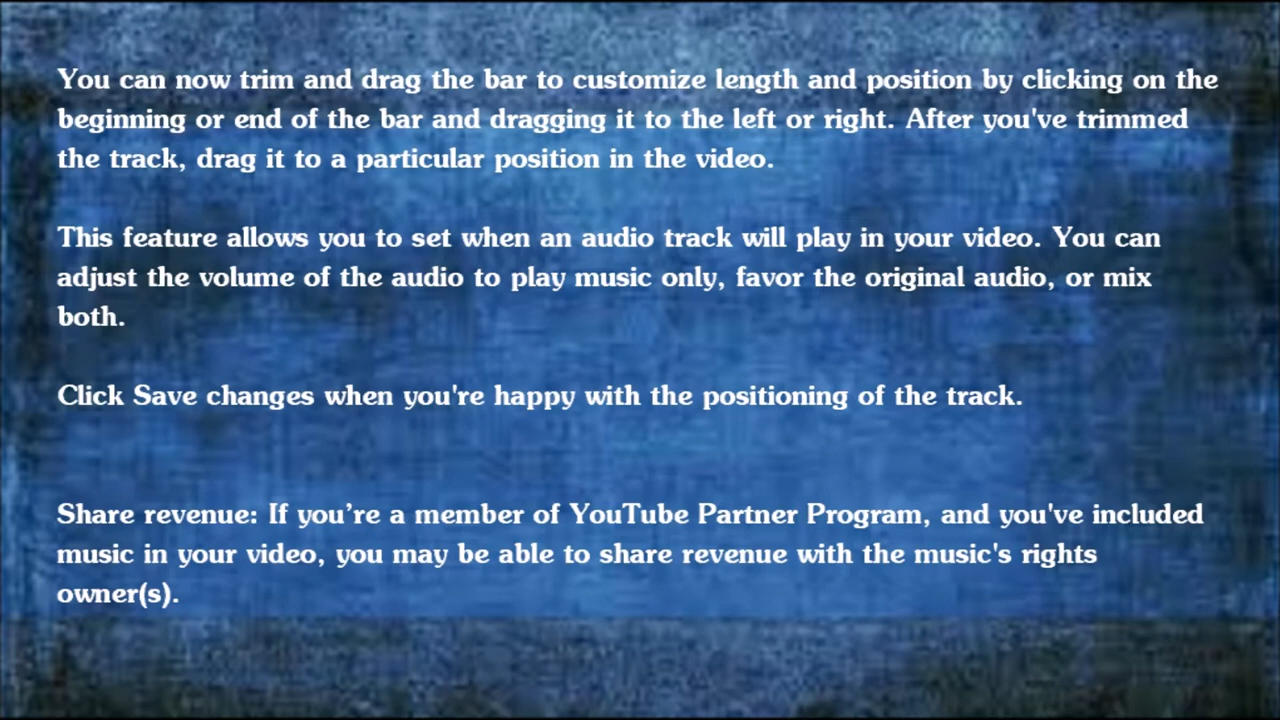 You can now trim and drag the bar to customize length and position by clicking on the
beginning or end of the bar and dragging it to the left or right. After you've trimmed
the track, drag it to a particular position in the video.
This feature allows you to set when an audio track will play in your video. You can
adjust the volume of the audio to play music only, favor the original audio, or mix
both.
Click Save changes when you're happy with the positioning of the track.
Share revenue: If you’re a member of YouTube Partner Program, and you've included
music in your video, you may be able to share revenue with the music's rights
owner(s).